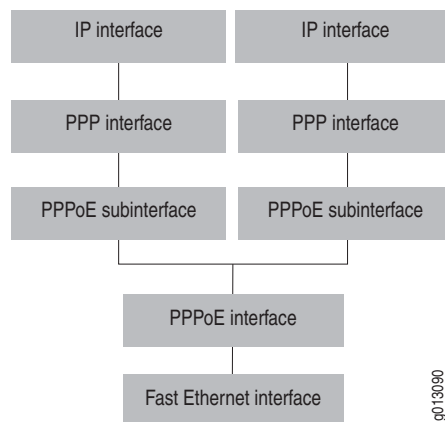 IP interface
IP interface
PPP interface
PPP interface
PPPoE subinterface
PPPoE subinterface
PPPoE interface
Fast Ethernet interface
g013090